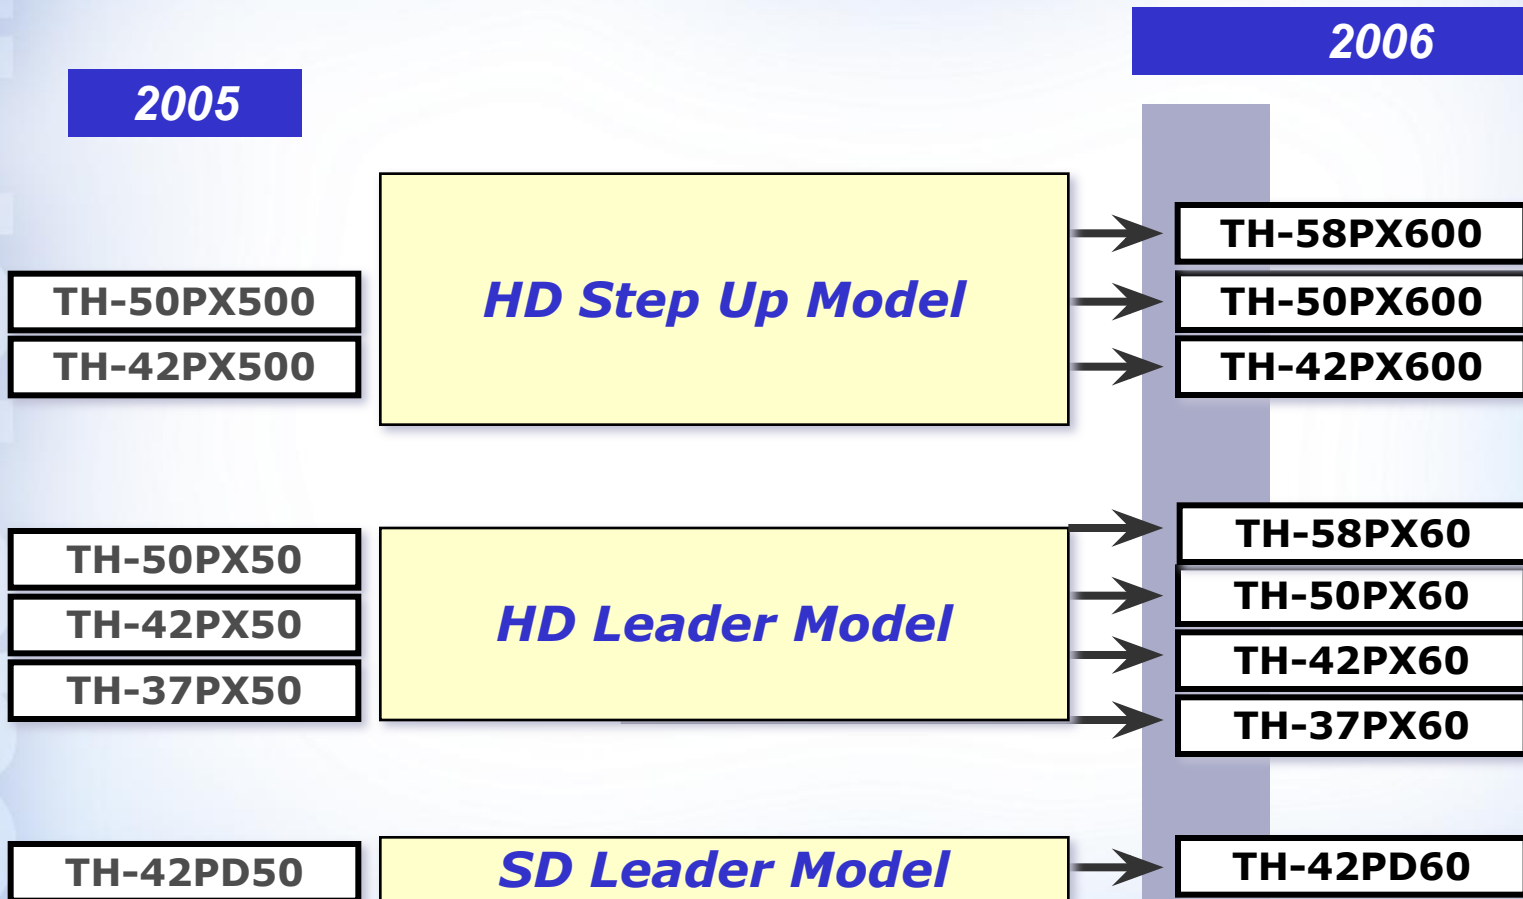 2006
2005
TH-50PX500
TH-42PX500
HD Step Up Model
TH-58PX600
TH-50PX600
TH-42PX600
TH-50PX50
TH-42PX50
TH-37PX50
HD Leader Model
TH-58PX60
TH-50PX60
TH-42PX60
TH-37PX60
TH-42PD50
SD Leader Model
TH-42PD60